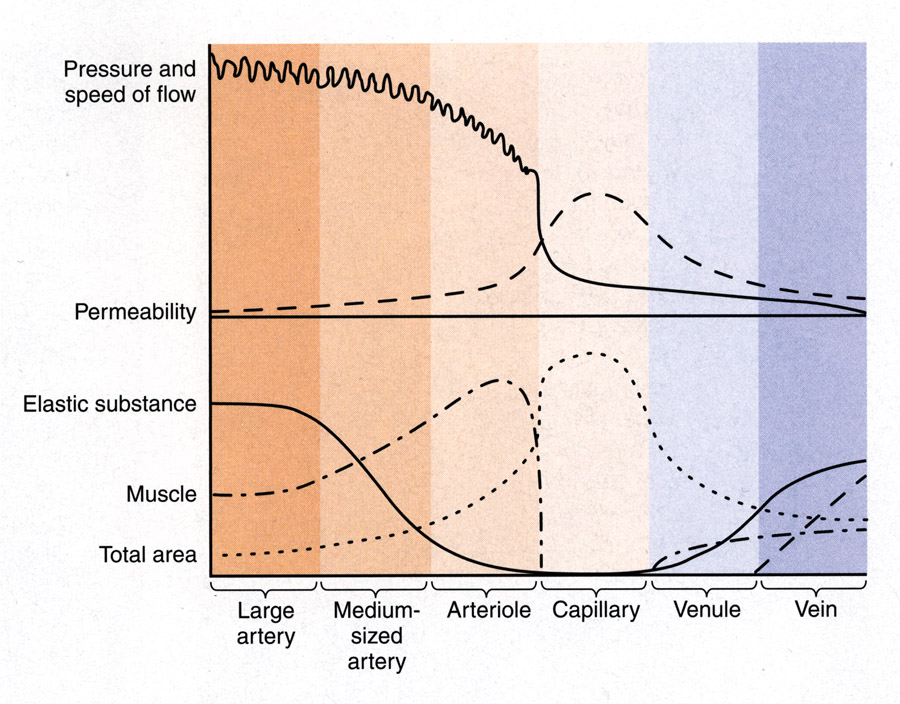 Pressure and
speed of flow
Permeability
Elastic substance
Muscle
Total area
Large
artery
Medium-
sized
artery
Arteriole
Capillary
Venule
Vein